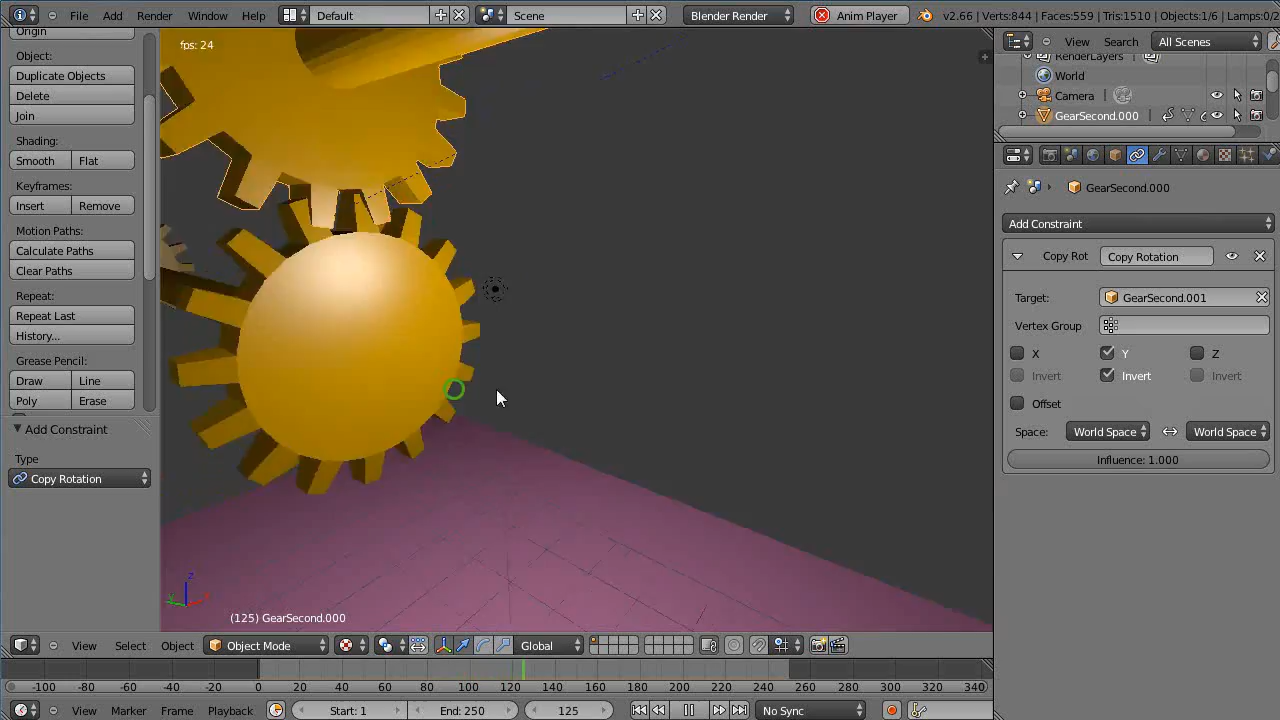 File Add Render Window Help Default Scene Blender Render Anim Player v2.66 | Verts:844 | Faces:559 | Tris:1510 | Objects:1/6 | Lamps:0/2
Origin
Object:
Duplicate Objects
Delete
Join
Shading:
Smooth Flat
Keyframes:
Insert Remove
Motion Paths:
Calculate Paths
Clear Paths
Repeat:
Repeat Last
History...
Grease Pencil:
Draw Line
Poly Erase
Add Constraint
Type
Copy Rotation
fps: 24
(125) GearSecond.000
View Search All Scenes
RenderLayers
World
Camera
GearSecond.000
GearSecond.000
Add Constraint
Copy Rot Copy Rotation
Target: GearSecond.001
Vertex Group
X Y Z
Invert Invert Invert
Offset
Space: World Space World Space
Influence: 1.000
View Select Object Object Mode Global
-100 -80 -60 -40 -20 0 20 40 60 80 100 120 140 160 180 200 220 240 260 280 300 320 340
View Marker Frame Playback Start: 1 End: 250 125 No Sync